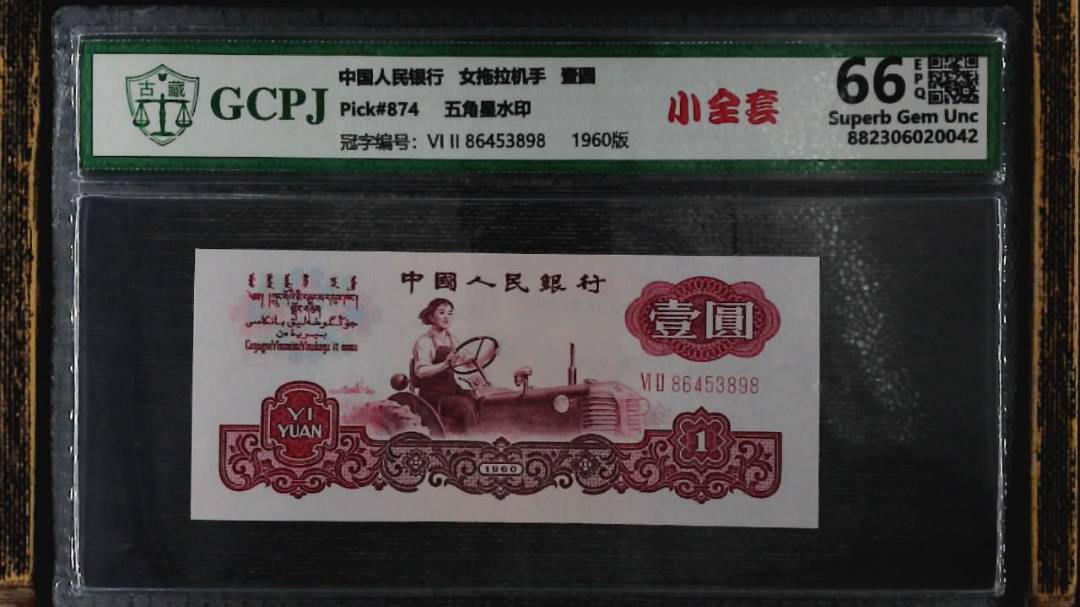 古藏
GCPJ
中国人民银行 女拖拉机手 壹圆
Pick#874 五角星水印
冠字编号: VI II 86453898 1960版
小全套
66 EPQ
Superb Gem Unc
882306020042
中國人民銀行
壹圓
VI II 86453898
YI
YUAN
1960
1